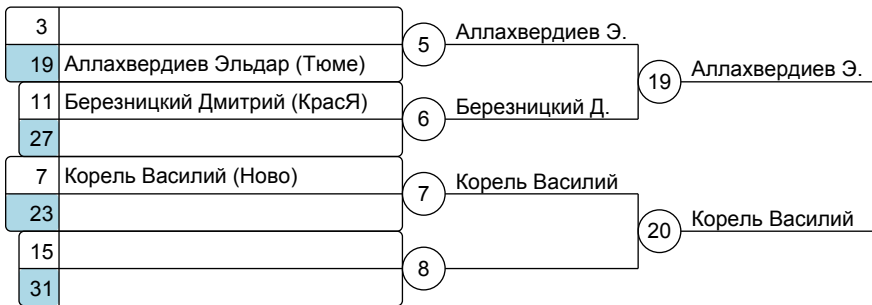 3
5
Аллахвердиев Э.
19 Аллахвердиев Эльдар (Тюме)
19
Аллахвердиев Э.
11 Березницкий Дмитрий (КрасЯ)
6
Березницкий Д.
27
7 Корель Василий (Ново)
7
Корель Василий
23
20
Корель Василий
15
8
31